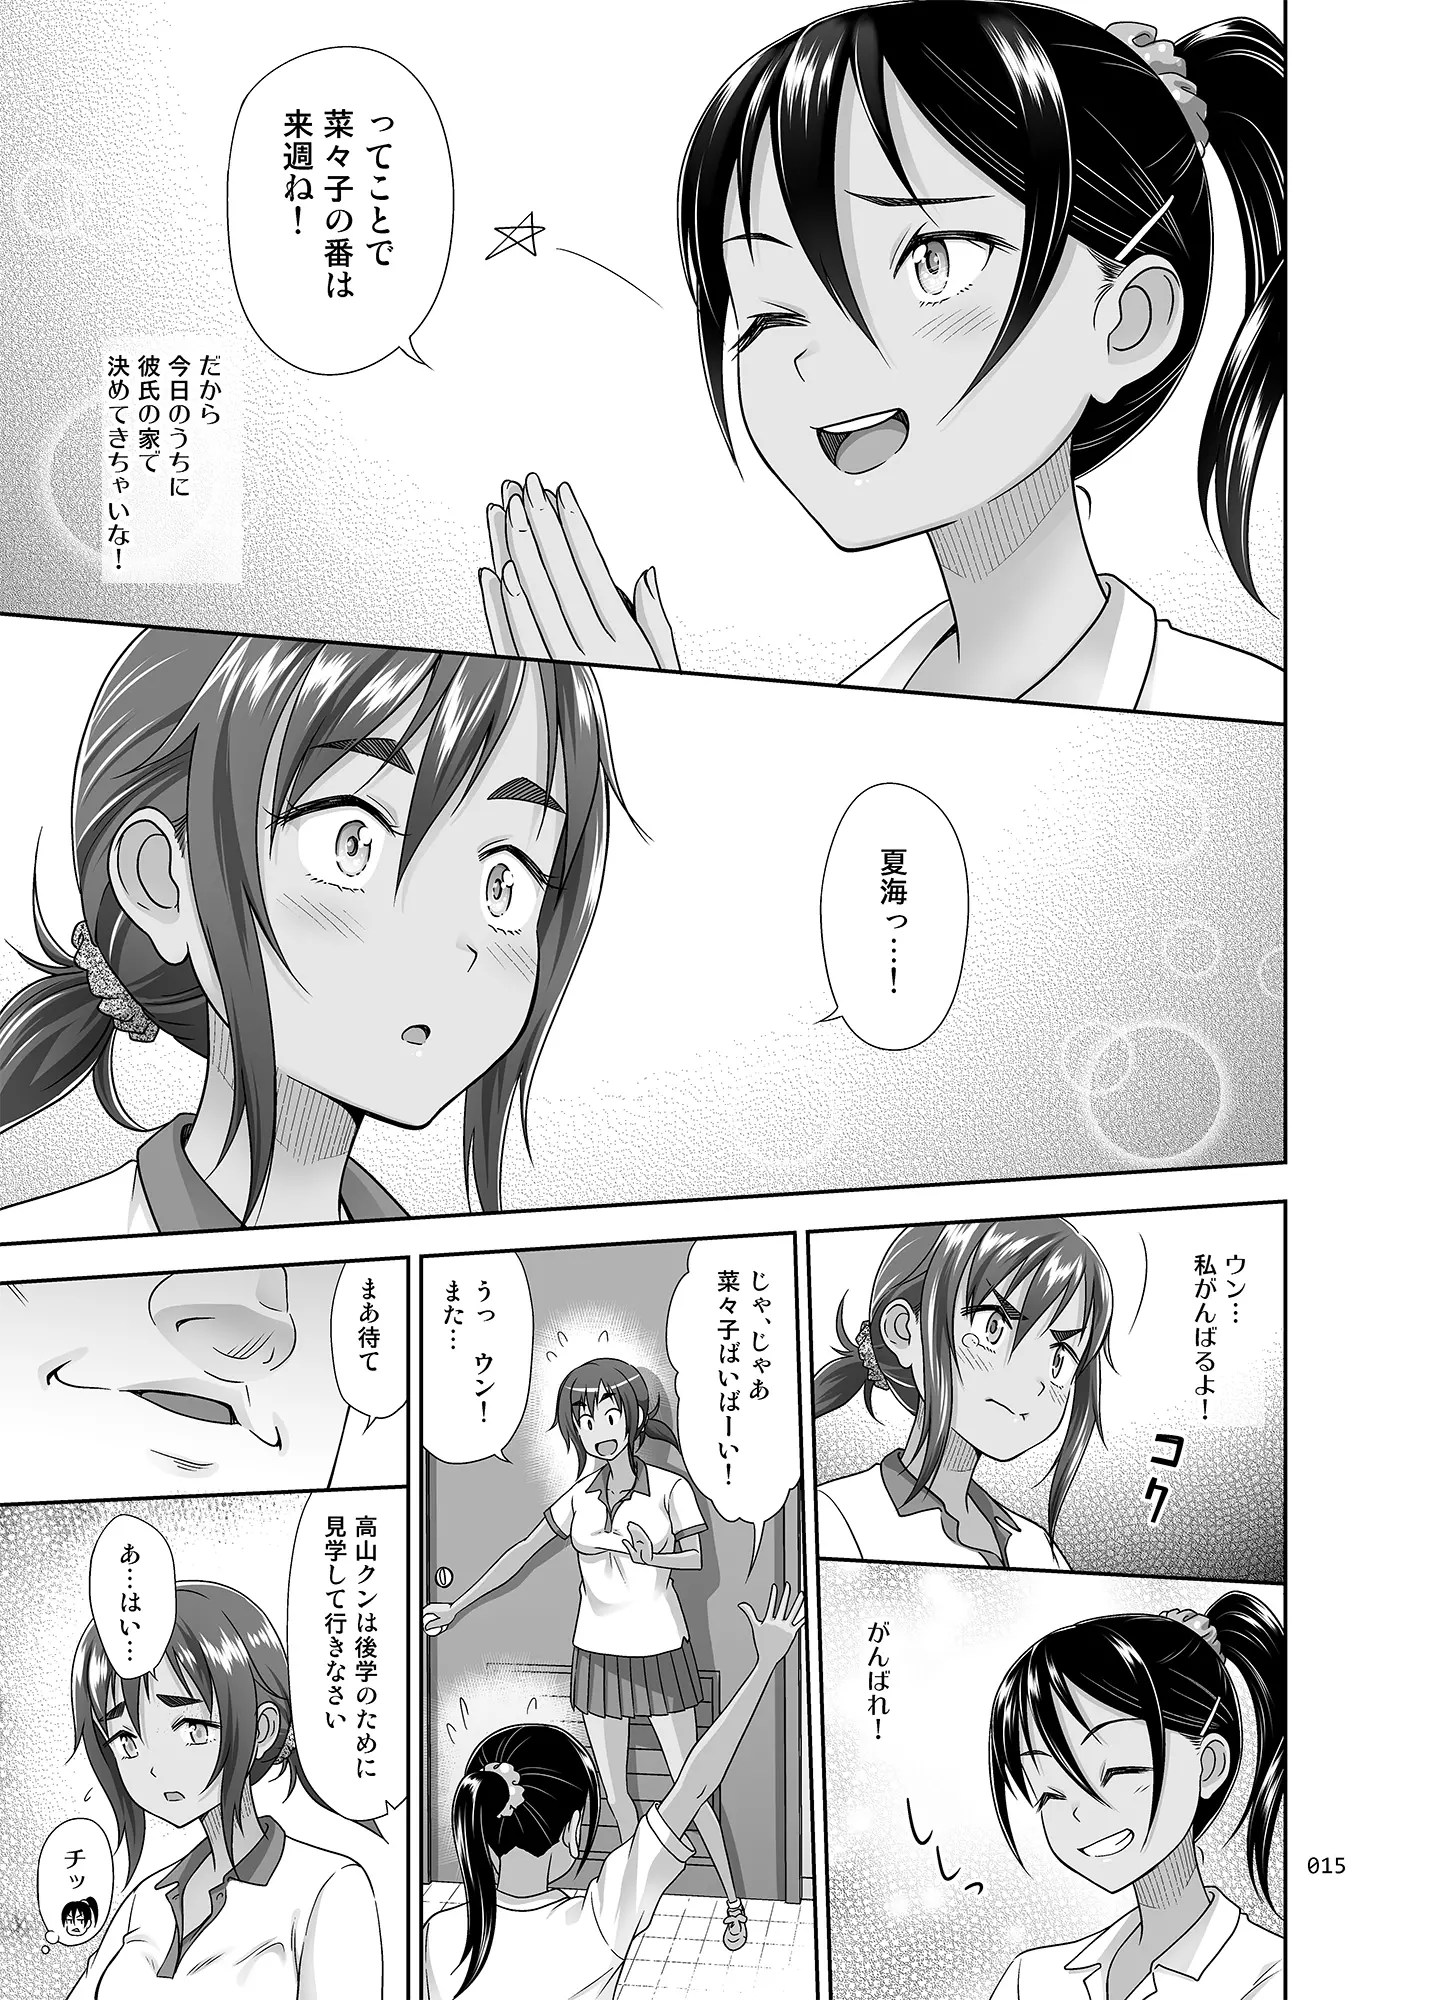 ってことで
菜々子の番は
来週ね！
だから
今日のうちに
彼氏の家で
決めてきちゃいな！
夏海っ…！
ウン…
私がんばるよ！
コク
がんばれ！
ぐしっ
じゃ、じゃあ
菜々子ばいばーい！
うっ ウン！
また…
まあ待て
高山クンは後学のために
見学して行きなさい
あ…はい…
チッ
015